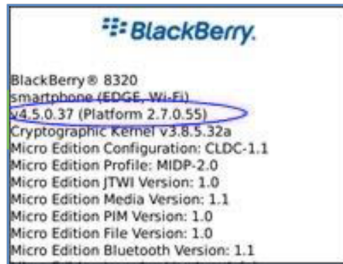 BlackBerry.
BlackBerry® 8320
smartphone (EDGE, Wi-Fi)
v4.5.0.37 (Platform 2.7.0.55)
Cryptographic Kernel v3.8.5.32a
Micro Edition Configuration: CLDC-1.1
Micro Edition Profile: MIDP-2.0
Micro Edition JTWI Version: 1.0
Micro Edition Media Version: 1.1
Micro Edition PIM Version: 1.0
Micro Edition File Version: 1.0
Micro Edition Bluetooth Version: 1.1